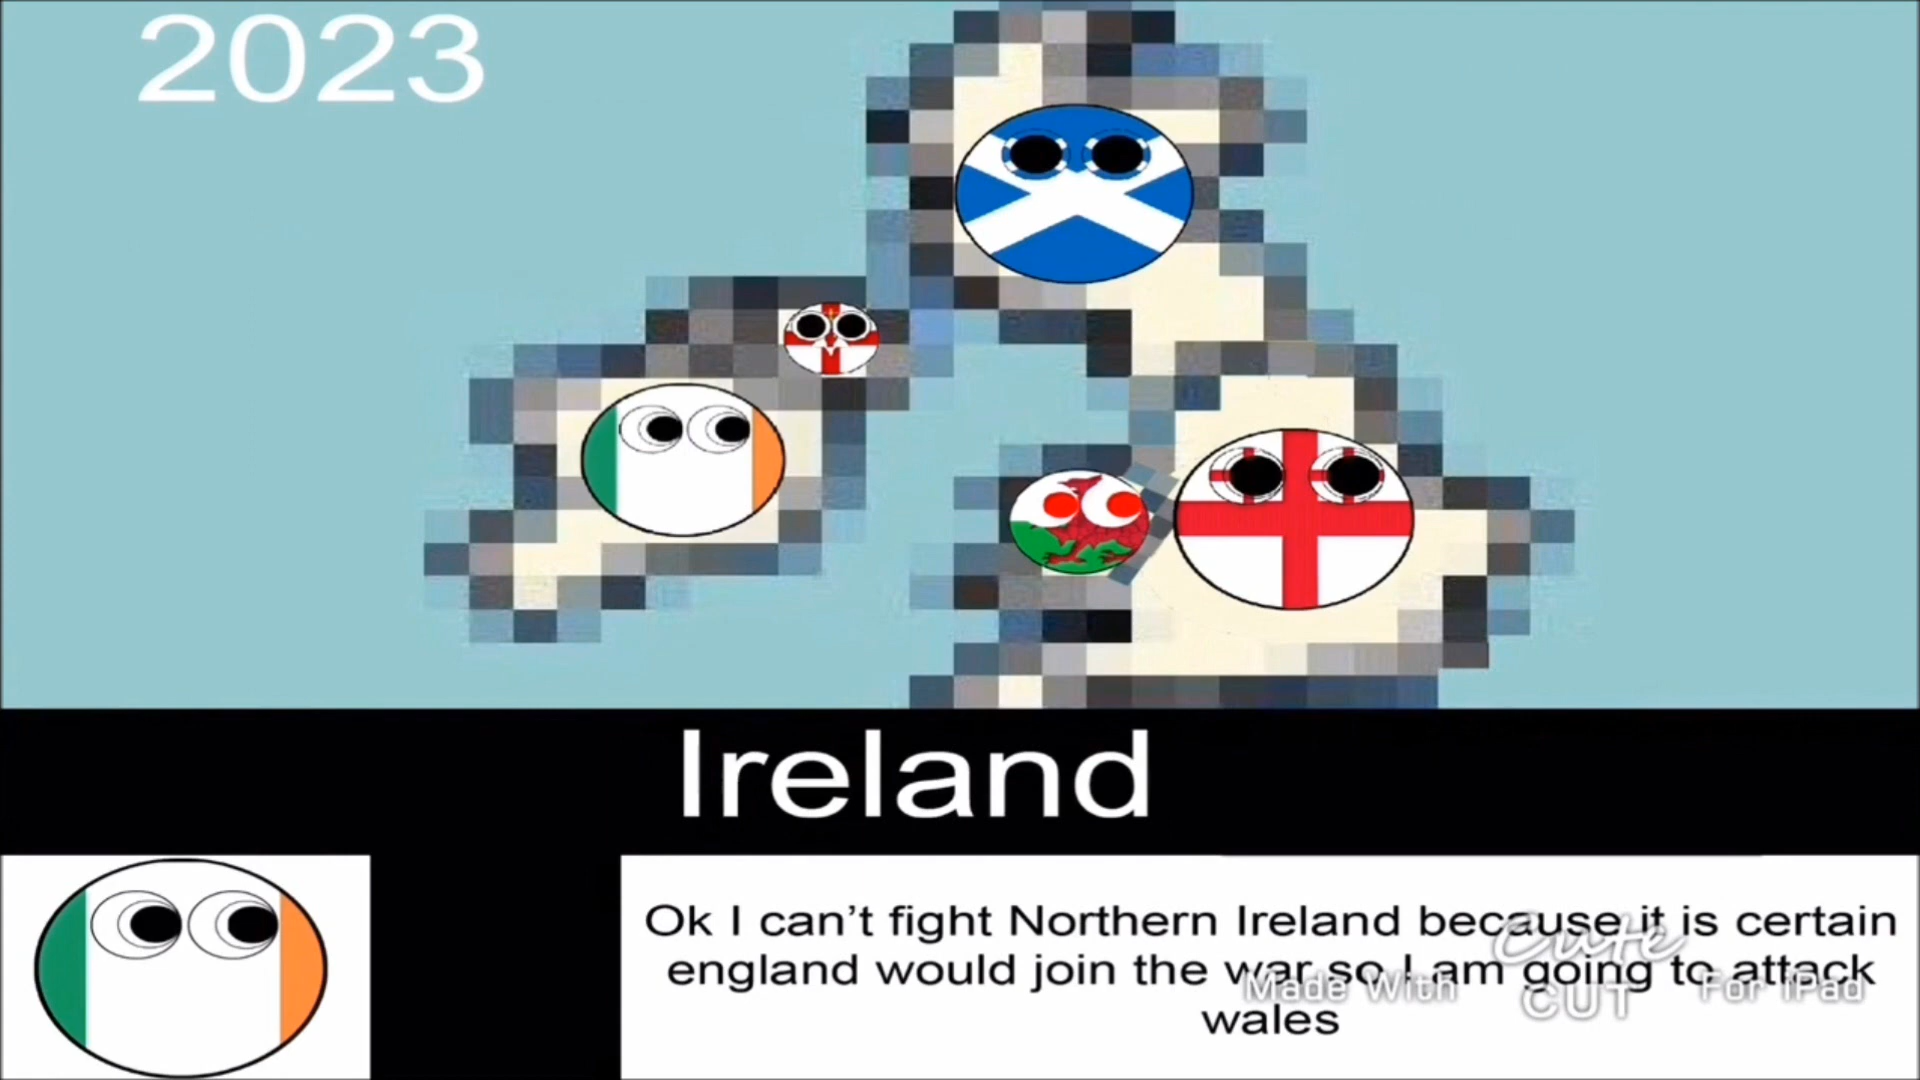 2023
Ireland
Ok I can't fight Northern Ireland because it is certain
england would join the war so I am going to attack
wales
Cute
Made With CUT For iPad